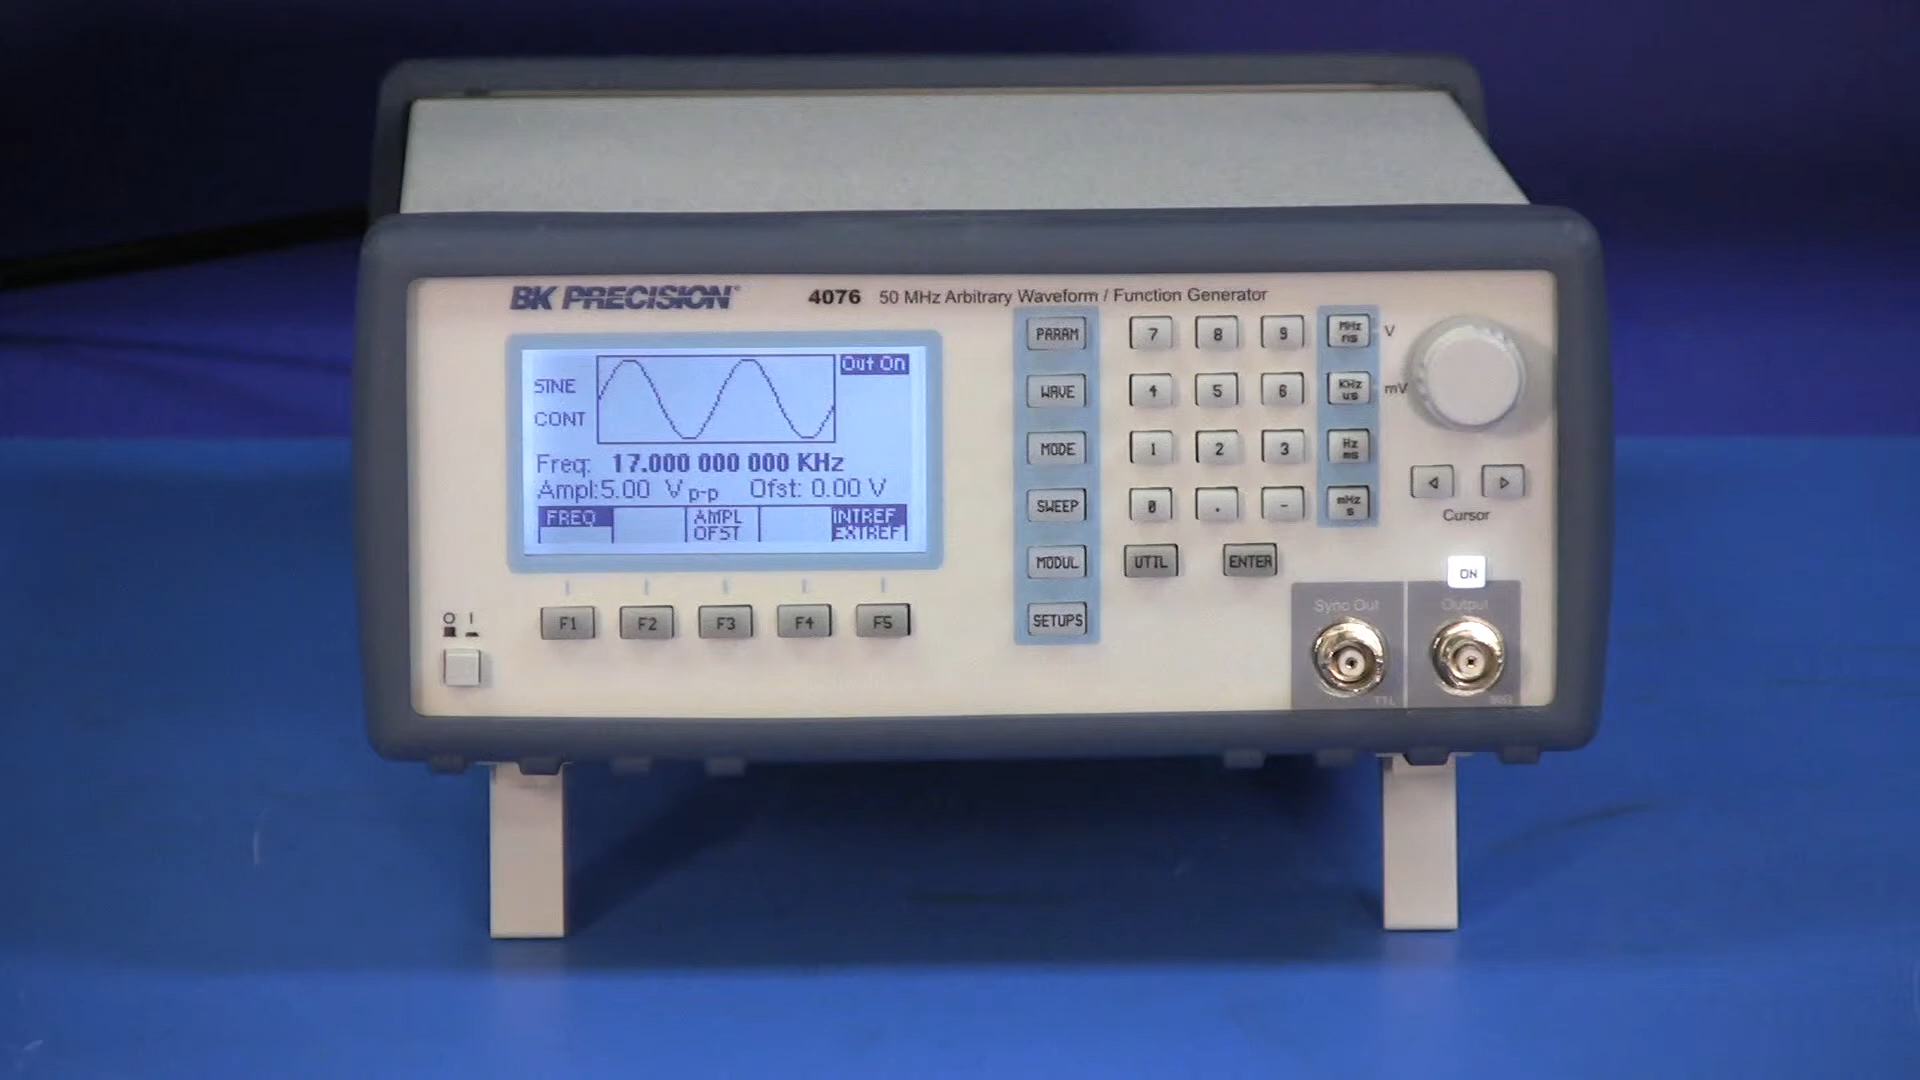 BK PRECISION® 4076 50 MHz Arbitrary Waveform / Function Generator
SINE
CONT
Out On
Freq: 17.000 000 000 KHz
Ampl:5.00 V p-p Ofst: 0.00 V
FREQ AMPL INTREF
OFST EXTREF
F1 F2 F3 F4 F5
O I
PARAM
WAVE
MODE
SWEEP
MODUL
SETUPS
7 8 9
4 5 6
1 2 3
0 . -
UTIL ENTER
MHz
ns
V
KHz
us
mV
Hz
ms
mHz
s
Cursor
ON
Sync Out Output
TTL 50Ω